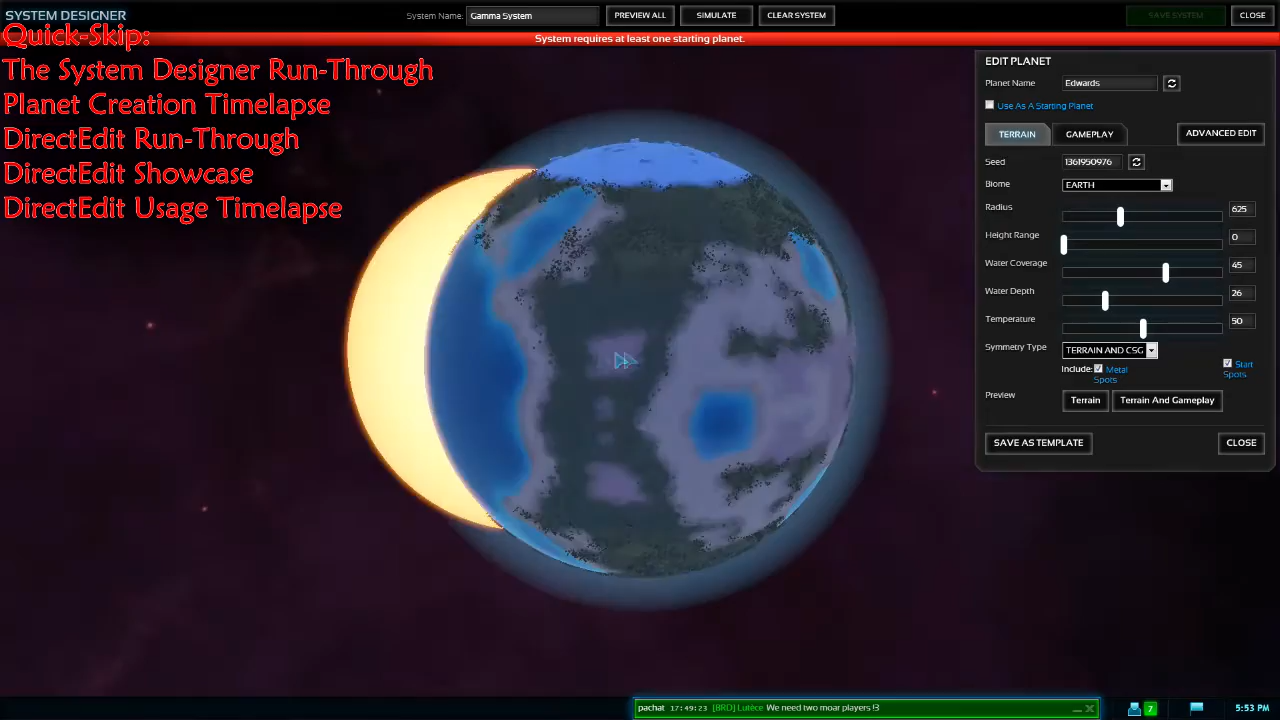 SYSTEM DESIGNER
System Name: Gamma System PREVIEW ALL SIMULATE CLEAR SYSTEM SAVE SYSTEM CLOSE
System requires at least one starting planet.
Quick-Skip:
The System Designer Run-Through
Planet Creation Timelapse
DirectEdit Run-Through
DirectEdit Showcase
DirectEdit Usage Timelapse
EDIT PLANET
Planet Name Edwards
Use As A Starting Planet
TERRAIN GAMEPLAY ADVANCED EDIT
Seed 1361950976
Biome EARTH
Radius 625
Height Range 0
Water Coverage 45
Water Depth 26
Temperature 50
Symmetry Type TERRAIN AND CSG
Include: Metal Spots Start Spots
Preview Terrain Terrain And Gameplay
SAVE AS TEMPLATE CLOSE
pachat 17:49:23 [BRD] Lutèce We need two moar players !3
7 5:53 PM